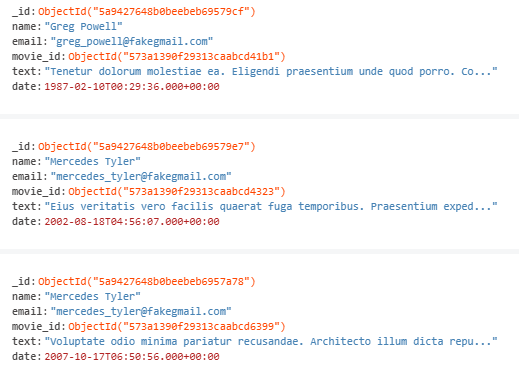 _id: ObjectId("5a9427648b0beebeb69579cf")
name: "Greg Powell"
email: "greg_powell@fakegmail.com"
movie_id: ObjectId("573a1390f29313caabcd41b1")
text: "Tenetur dolorum molestiae ea. Eligendi praesentium unde quod porro. Co..."
date: 1987-02-10T00:29:36.000+00:00
_id: ObjectId("5a9427648b0beebeb69579e7")
name: "Mercedes Tyler"
email: "mercedes_tyler@fakegmail.com"
movie_id: ObjectId("573a1390f29313caabcd4323")
text: "Eius veritatis vero facilis quaerat fuga temporibus. Praesentium exped..."
date: 2002-08-18T04:56:07.000+00:00
_id: ObjectId("5a9427648b0beebeb6957a78")
name: "Mercedes Tyler"
email: "mercedes_tyler@fakegmail.com"
movie_id: ObjectId("573a1390f29313caabcd6399")
text: "Voluptate odio minima pariatur recusandae. Architecto illum dicta repu..."
date: 2007-10-17T06:50:56.000+00:00